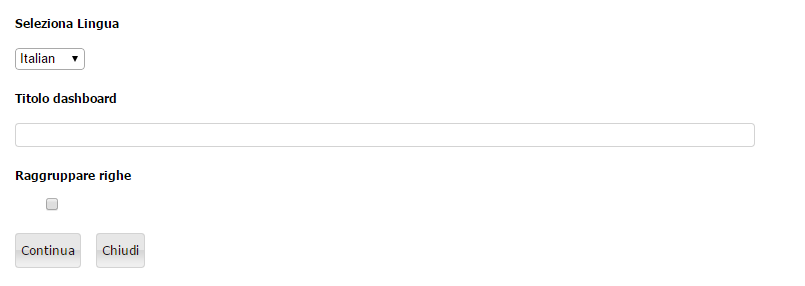 Seleziona Lingua
Italian
Titolo dashboard
Raggruppare righe
Continua Chiudi